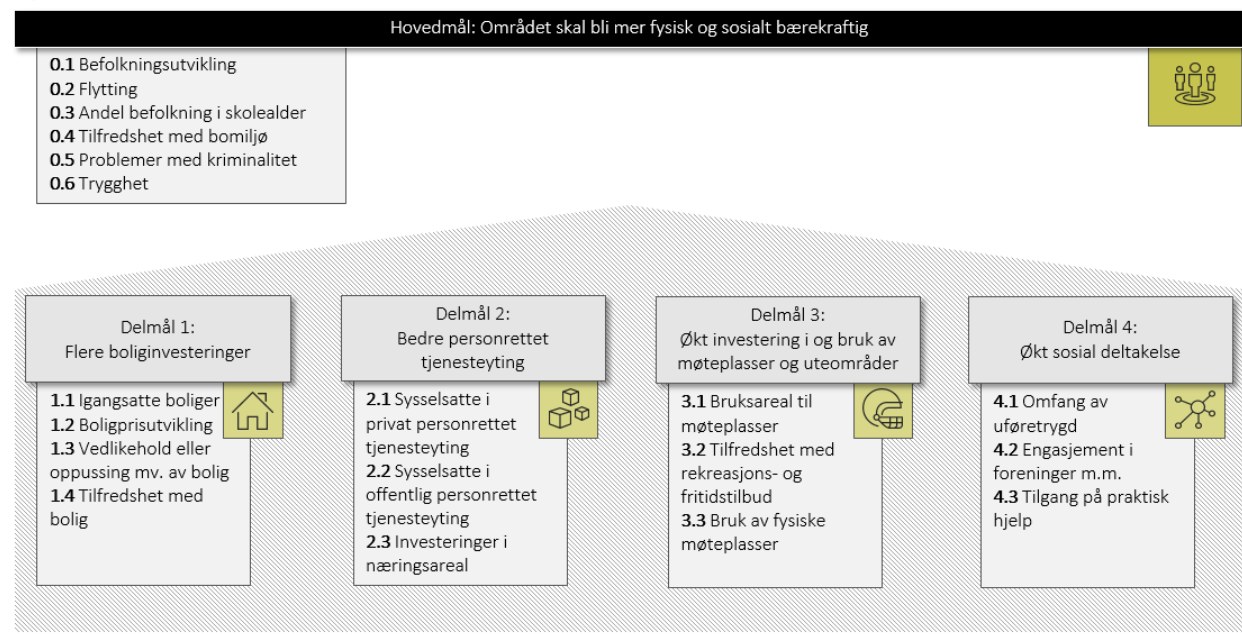 Hovedmål: Området skal bli mer fysisk og sosialt bærekraftig
0.1 Befolkningsutvikling
0.2 Flytting
0.3 Andel befolkning i skolealder
0.4 Tilfredshet med bomiljø
0.5 Problemer med kriminalitet
0.6 Trygghet
Delmål 1:
Flere boliginvesteringer
1.1 Igangsatte boliger
1.2 Boligprisutvikling
1.3 Vedlikehold eller
oppussing mv. av bolig
1.4 Tilfredshet med
bolig
Delmål 2:
Bedre personrettet
tjenesteyting
2.1 Sysselsatte i
privat personrettet
tjenesteyting
2.2 Sysselsatte i
offentlig personrettet
tjenesteyting
2.3 Investeringer i
næringsareal
Delmål 3:
Økt investering i og bruk av
møteplasser og uteområder
3.1 Bruksareal til
møteplasser
3.2 Tilfredshet med
rekreasjons- og
fritidstilbud
3.3 Bruk av fysiske
møteplasser
Delmål 4:
Økt sosial deltakelse
4.1 Omfang av
uføretrygd
4.2 Engasjement i
foreninger m.m.
4.3 Tilgang på praktisk
hjelp